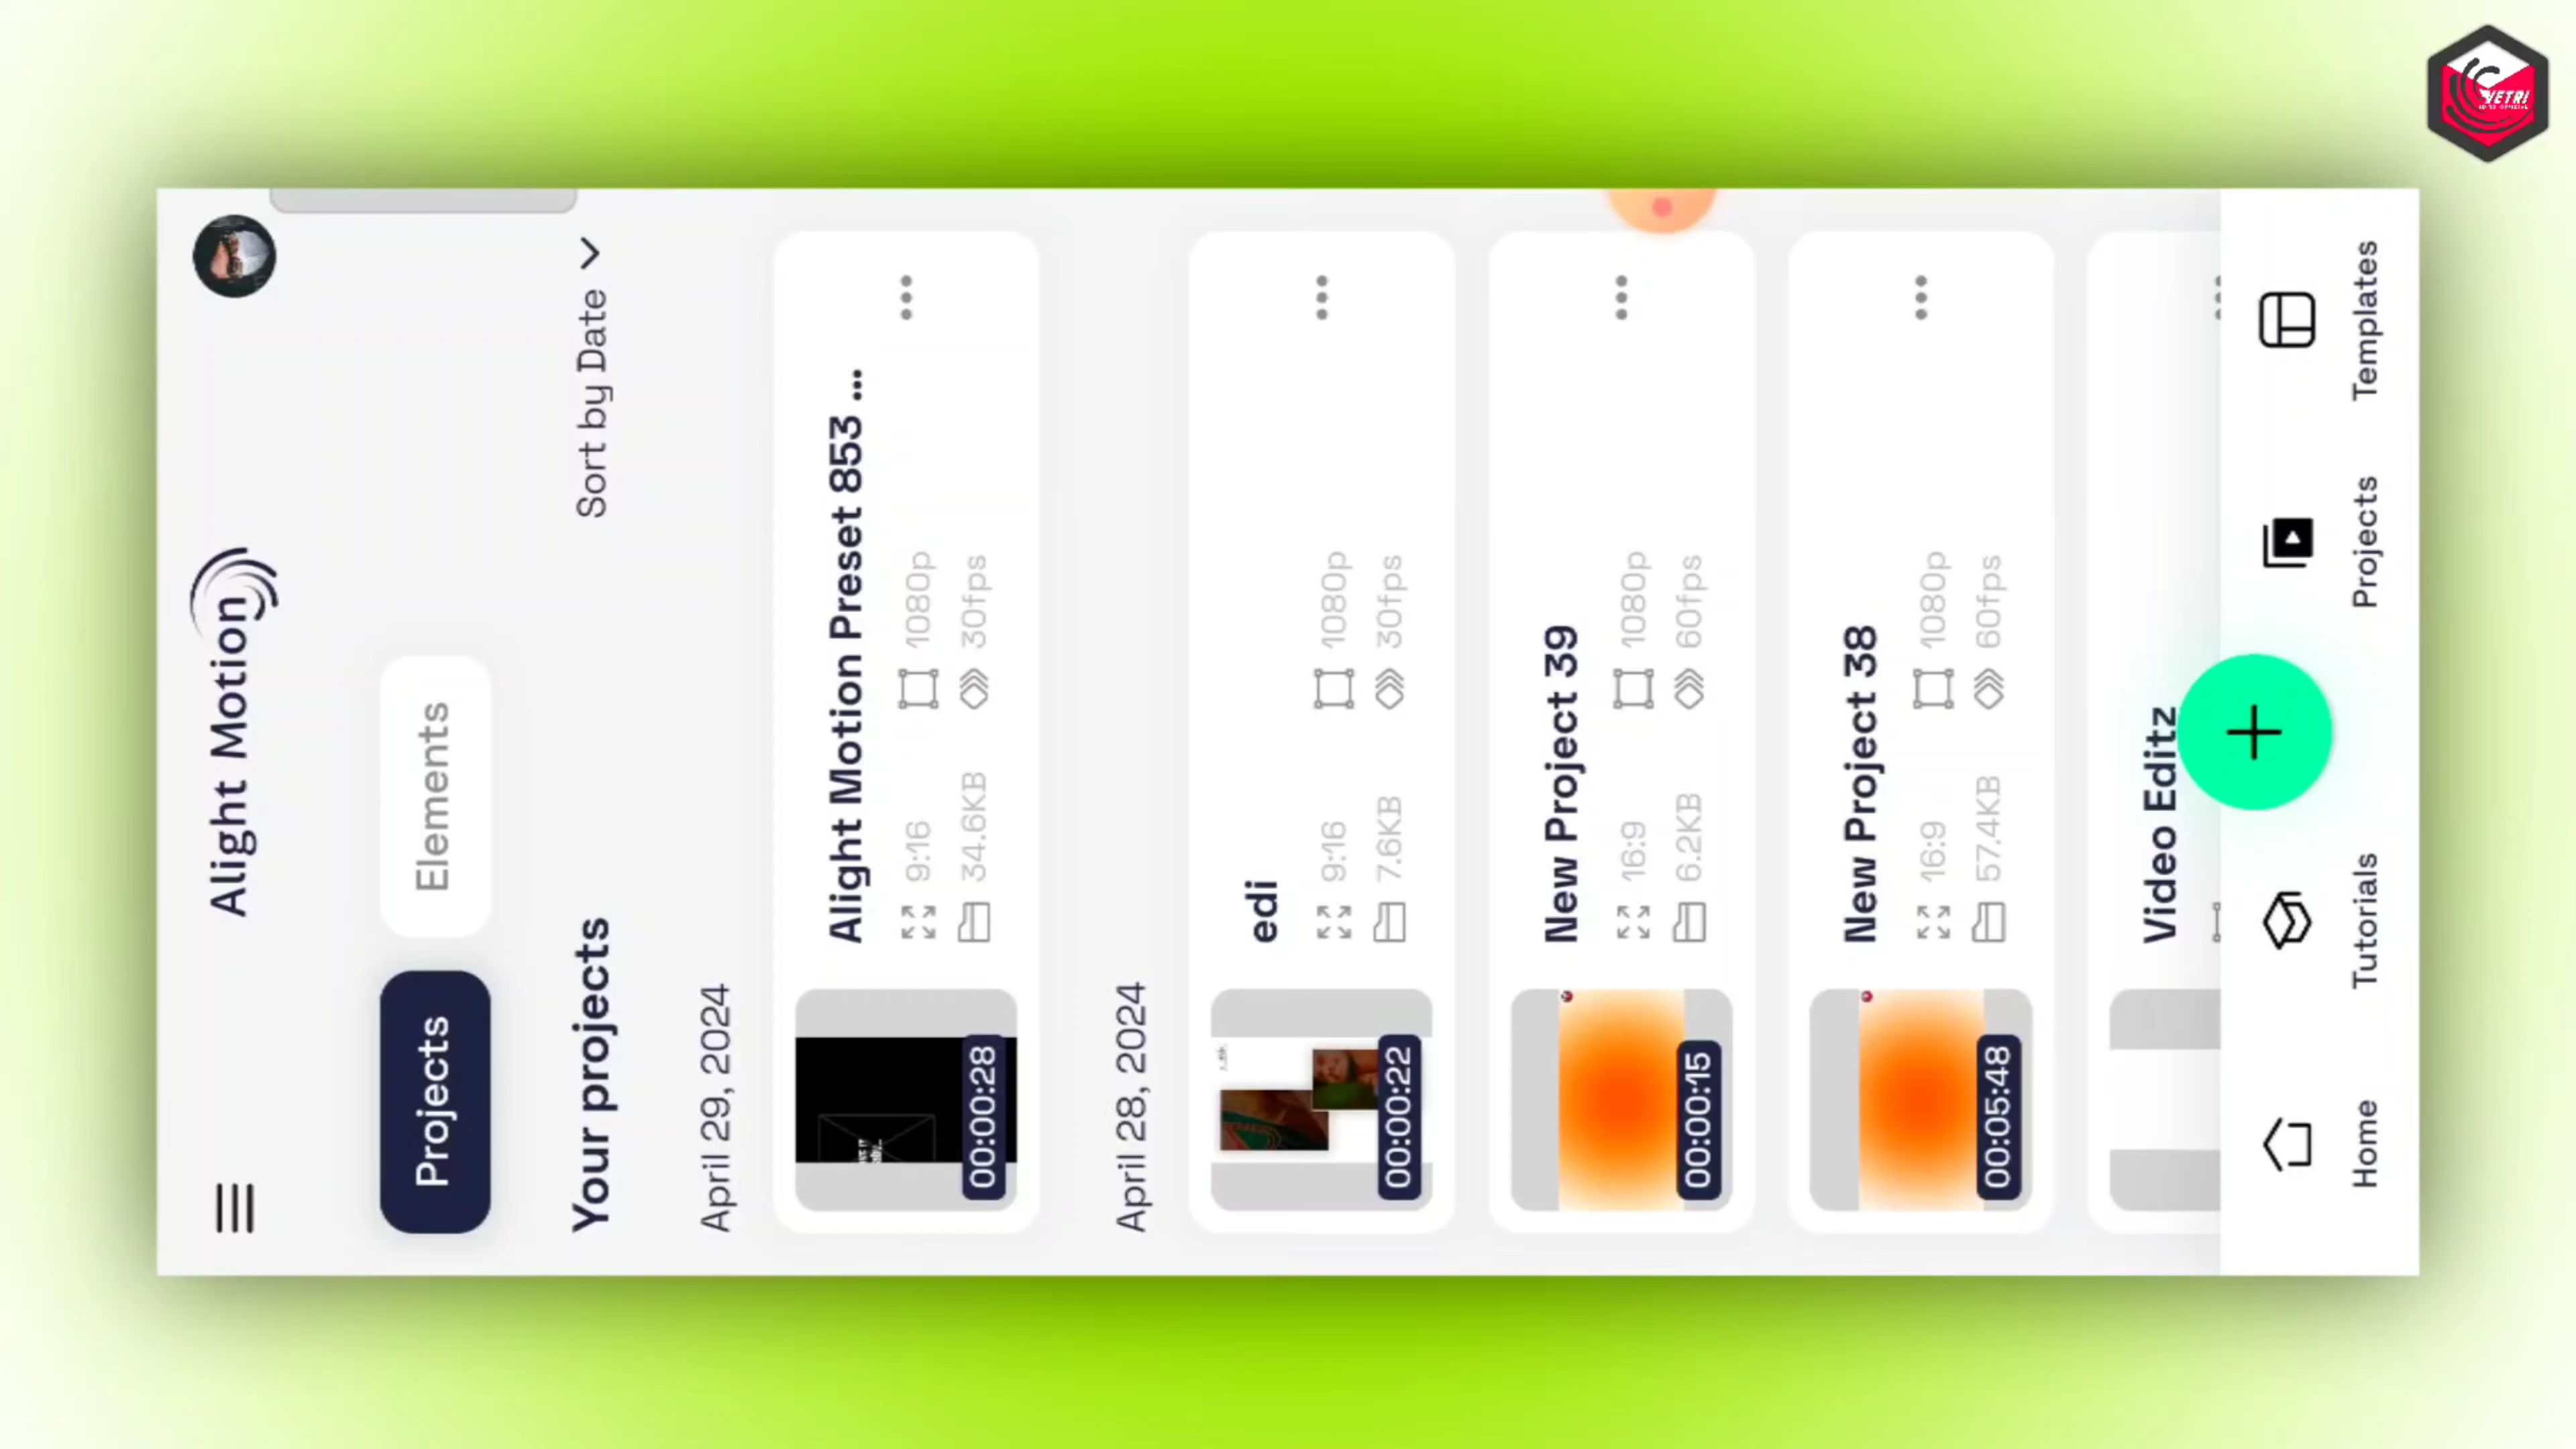 Alight Motion
Projects
Elements
Your projects
Sort by Date
April 29, 2024
Alight Motion Preset 853 ...
9:16
1080p
34.6KB
30fps
00:00:28
April 28, 2024
edi
9:16
1080p
7.6KB
30fps
00:00:22
New Project 39
16:9
1080p
6.2KB
60fps
00:00:15
New Project 38
16:9
1080p
57.4KB
60fps
00:05:48
Video Editz
Home
Tutorials
Projects
Templates
VETRI